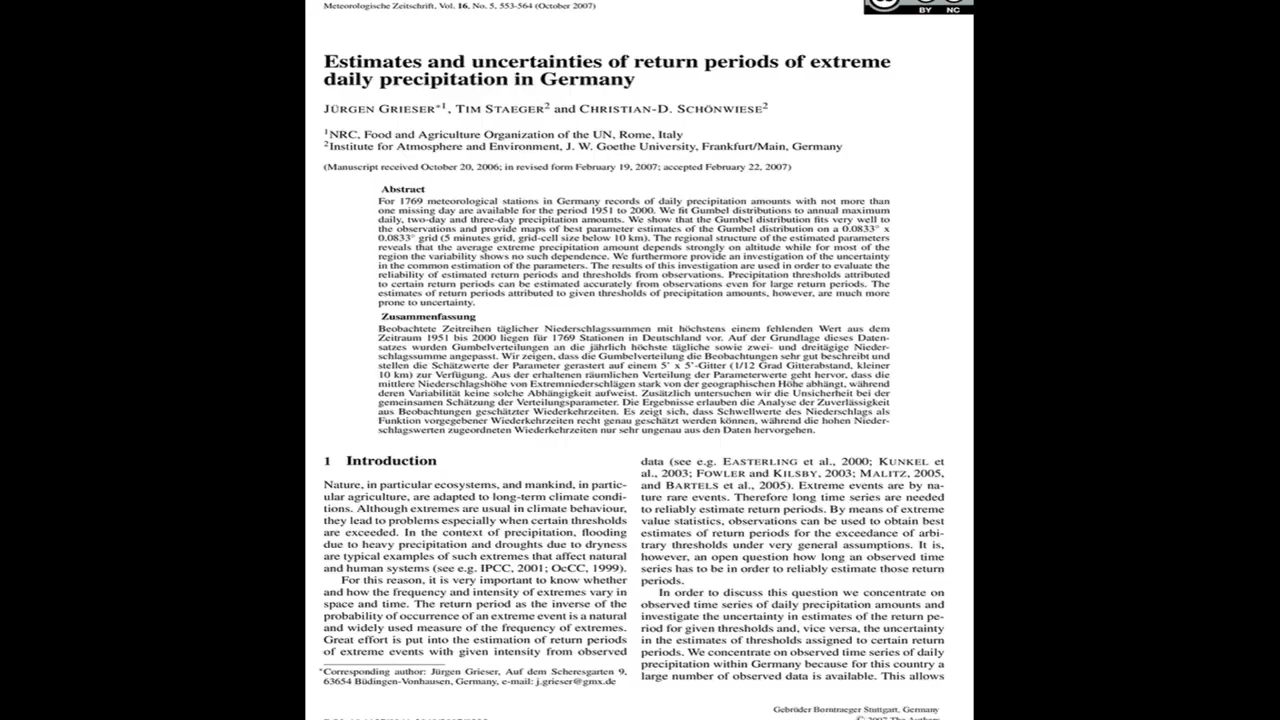 Meteorologische Zeitschrift, Vol. 16, No. 5, 553-564 (October 2007)
BY NC
Estimates and uncertainties of return periods of extreme
daily precipitation in Germany
JÜRGEN GRIESER*1, TIM STAEGER2 and CHRISTIAN-D. SCHÖNWIESE2
1NRC, Food and Agriculture Organization of the UN, Rome, Italy
2Institute for Atmosphere and Environment, J. W. Goethe University, Frankfurt/Main, Germany
(Manuscript received October 20, 2006; in revised form February 19, 2007; accepted February 22, 2007)
Abstract
For 1769 meteorological stations in Germany records of daily precipitation amounts with not more than
one missing day are available for the period 1951 to 2000. We fit Gumbel distributions to annual maximum
daily, two-day and three-day precipitation amounts. We show that the Gumbel distribution fits very well to
the observations and provide maps of best parameter estimates of the Gumbel distribution on a 0.0833° x
0.0833° grid (5 minutes grid, grid-cell size below 10 km). The regional structure of the estimated parameters
reveals that the average extreme precipitation amount depends strongly on altitude while for most of the
region the variability shows no such dependence. We furthermore provide an investigation of the uncertainty
in the common estimation of the parameters. The results of this investigation are used in order to evaluate the
reliability of estimated return periods and thresholds from observations. Precipitation thresholds attributed
to certain return periods can be estimated accurately from observations even for large return periods. The
estimates of return periods attributed to given thresholds of precipitation amounts, however, are much more
prone to uncertainty.
Zusammenfassung
Beobachtete Zeitreihen täglicher Niederschlagssummen mit höchstens einem fehlenden Wert aus dem
Zeitraum 1951 bis 2000 liegen für 1769 Stationen in Deutschland vor. Auf der Grundlage dieses Daten-
satzes wurden Gumbelverteilungen an die jährlich höchste tägliche sowie zwei- und dreitägige Nieder-
schlagssumme angepasst. Wir zeigen, dass die Gumbelverteilung die Beobachtungen sehr gut beschreibt und
stellen die Schätzwerte der Parameter gerastert auf einem 5' x 5'-Gitter (1/12 Grad Gitterabstand, kleiner
10 km) zur Verfügung. Aus der erhaltenen räumlichen Verteilung der Parameterwerte geht hervor, dass die
mittlere Niederschlagshöhe von Extremniederschlägen stark von der geographischen Höhe abhängt, während
deren Variabilität keine solche Abhängigkeit aufweist. Zusätzlich untersuchen wir die Unsicherheit bei der
gemeinsamen Schätzung der Verteilungsparameter. Die Ergebnisse erlauben die Analyse der Zuverlässigkeit
aus Beobachtungen geschätzter Wiederkehrzeiten. Es zeigt sich, dass Schwellwerte des Niederschlags als
Funktion vorgegebener Wiederkehrzeiten recht genau geschätzt werden können, während die hohen Nieder-
schlagswerten zugeordneten Wiederkehrzeiten nur sehr ungenau aus den Daten hervorgehen.
1 Introduction
Nature, in particular ecosystems, and mankind, in partic-
ular agriculture, are adapted to long-term climate condi-
tions. Although extremes are usual in climate behaviour,
they lead to problems especially when certain thresholds
are exceeded. In the context of precipitation, flooding
due to heavy precipitation and droughts due to dryness
are typical examples of such extremes that affect natural
and human systems (see e.g. IPCC, 2001; OcCC, 1999).
For this reason, it is very important to know whether
and how the frequency and intensity of extremes vary in
space and time. The return period as the inverse of the
probability of occurrence of an extreme event is a natural
and widely used measure of the frequency of extremes.
Great effort is put into the estimation of return periods
of extreme events with given intensity from observed
*Corresponding author: Jürgen Grieser, Auf dem Scheresgarten 9,
63654 Büdingen-Vonhausen, Germany, e-mail: j.grieser@gmx.de
data (see e.g. EASTERLING et al., 2000; KUNKEL et
al., 2003; FOWLER and KILSBY, 2003; MALITZ, 2005,
and BARTELS et al., 2005). Extreme events are by na-
ture rare events. Therefore long time series are needed
to reliably estimate return periods. By means of extreme
value statistics, observations can be used to obtain best
estimates of return periods for the exceedance of arbi-
trary thresholds under very general assumptions. It is,
however, an open question how long an observed time
series has to be in order to reliably estimate those return
periods.
In order to discuss this question we concentrate on
observed time series of daily precipitation amounts and
investigate the uncertainty in estimates of the return pe-
riod for given thresholds and, vice versa, the uncertainty
in the estimates of thresholds assigned to certain return
periods. We concentrate on observed time series of daily
precipitation within Germany because for this country a
large number of observed data is available. This allows
Gebrüder Borntraeger Stuttgart, Germany
© 2007 The Authors